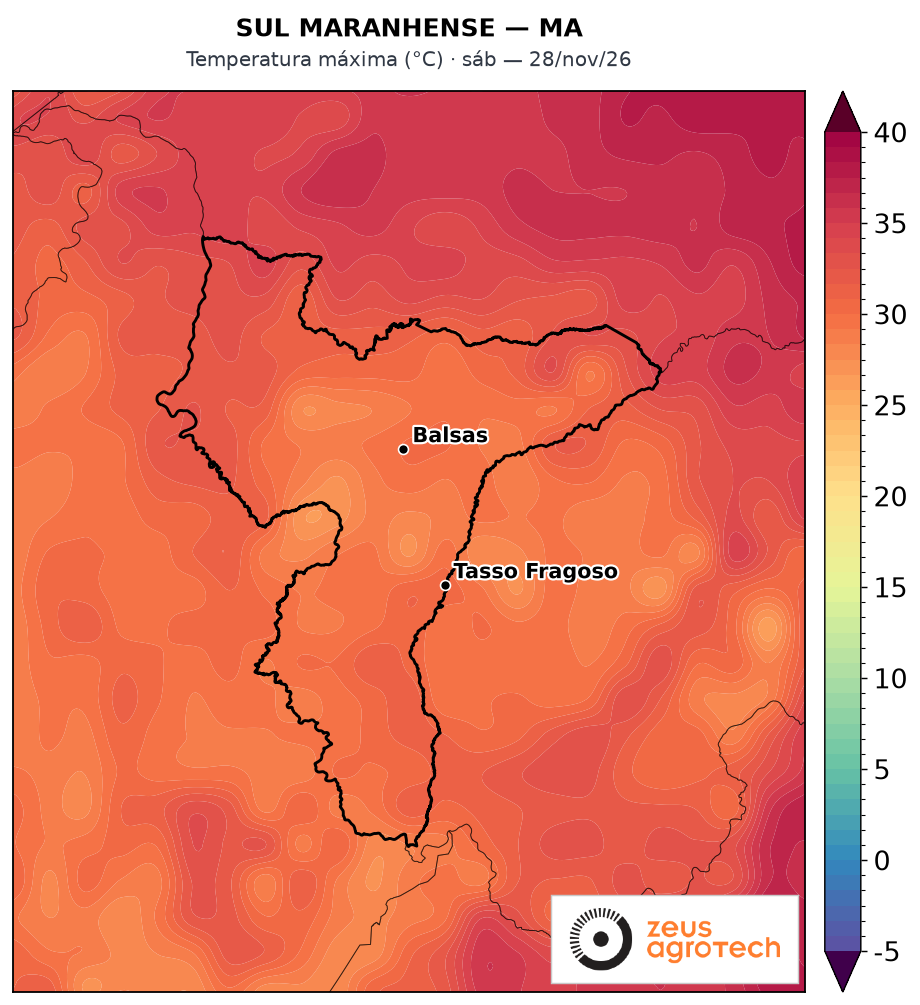 SUL MARANHENSE — MA
Temperatura máxima (°C) · sáb — 28/nov/26
40
35
30
25
20
15
10
5
0
-5
Balsas
Tasso Fragoso
zeus
agrotech